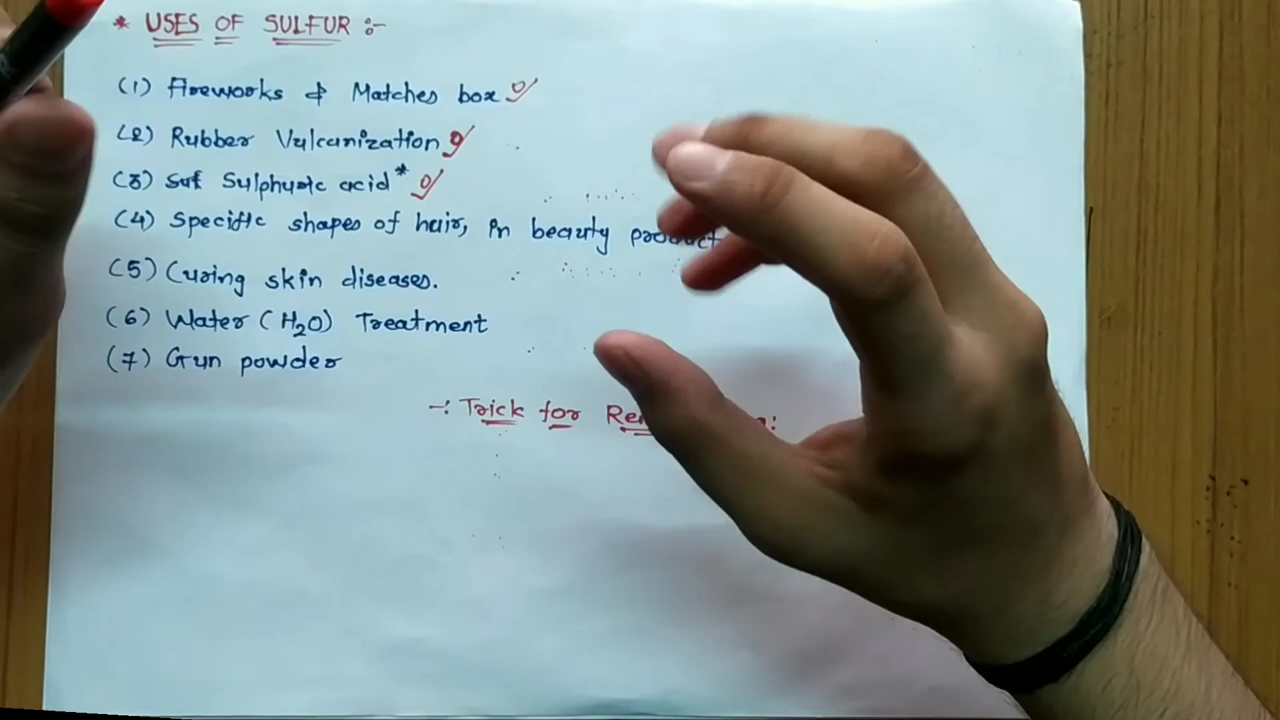 * USES OF SULFUR :-
(1) Fireworks & Matches box
(2) Rubber Vulcanization
(3) Sulphuric acid*
(4) Specific shapes of hair, in beauty product
(5) Curing skin diseases.
(6) Water (H₂O) Treatment
(7) Gun powder
-: Trick for